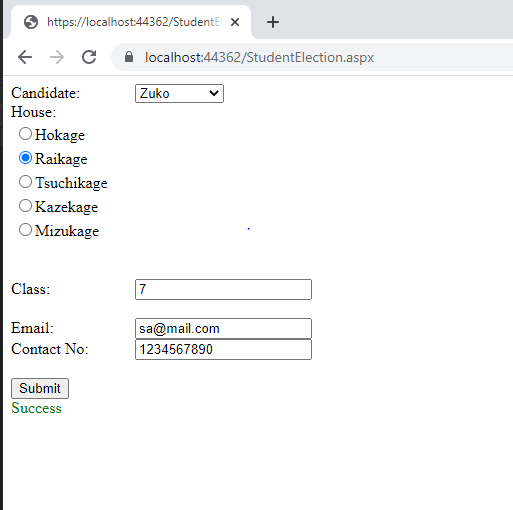 https://localhost:44362/StudentE
localhost:44362/StudentElection.aspx
Candidate: Zuko
House:
Hokage
Raikage
Tsuchikage
Kazekage
Mizukage
Class: 7
Email: sa@mail.com
Contact No: 1234567890
Submit
Success